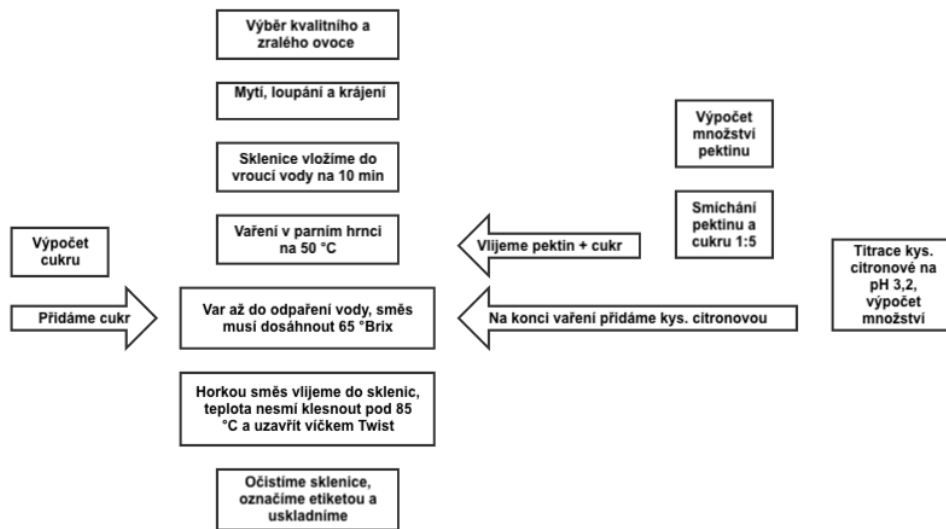 Výběr kvalitního a
zralého ovoce
Mytí, loupání a krájení
Výpočet
množství
pektinu
Sklenice vložíme do
vroucí vody na 10 min
Smíchání
pektinu a
cukru 1:5
Vaření v parním hrnci
na 50 °C
Vlijeme pektin + cukr
Výpočet
cukru
Titrace kys.
citronové na
pH 3,2,
výpočet
množství
Přidáme cukr
Var až do odpaření vody, směs
musí dosáhnout 65 °Brix
Na konci vaření přidáme kys. citronovou
Horkou směs vlijeme do sklenic,
teplota nesmí klesnout pod 85
°C a uzavřít víčkem Twist
Očistíme sklenice,
označíme etiketou a
uskladníme